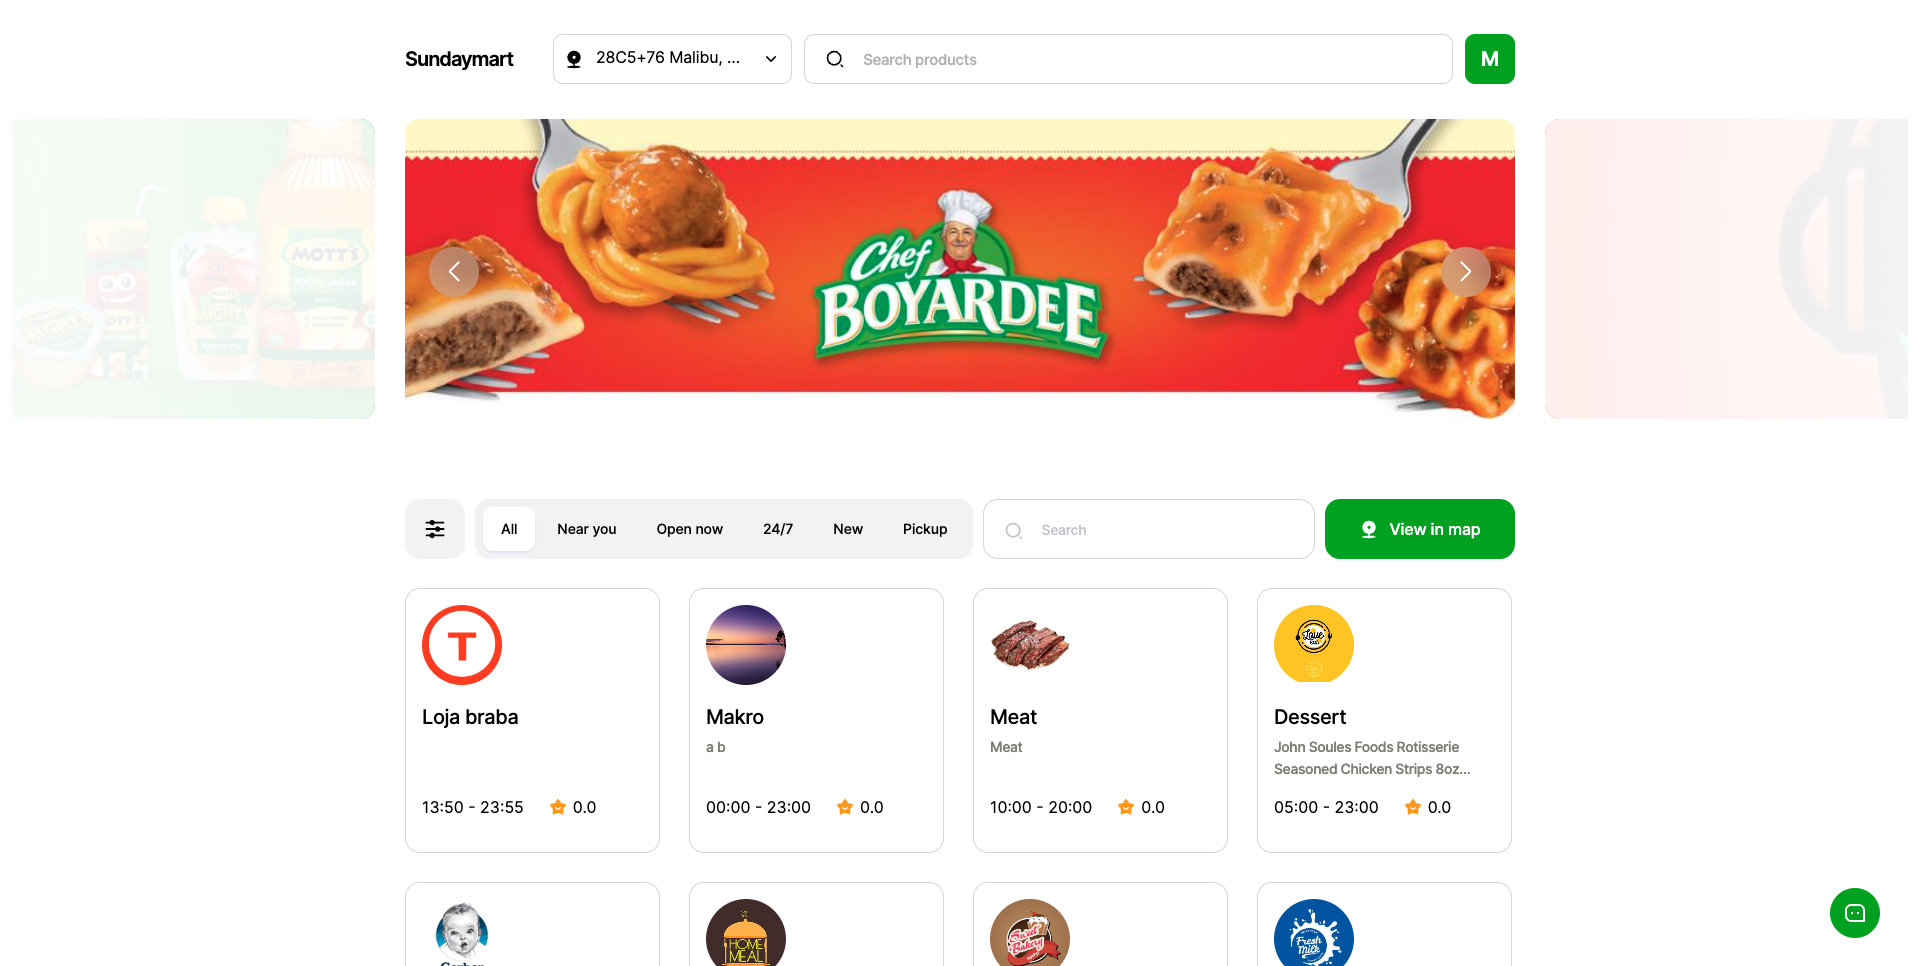 Sundaymart
28C5+76 Malibu, ...
Search products
M
MOTT'S
100% Juice
APPLE
MIGHTY
Chef
BOYARDEE
All
Near you
Open now
24/7
New
Pickup
Search
View in map
T
Loja braba
13:50 - 23:55
0.0
Makro
a b
00:00 - 23:00
0.0
Meat
Meat
10:00 - 20:00
0.0
Love
Dessert
John Soules Foods Rotisserie
Seasoned Chicken Strips 8oz...
05:00 - 23:00
0.0
HOME
MEAL
Sweet
Bakery
Fresh
Milk